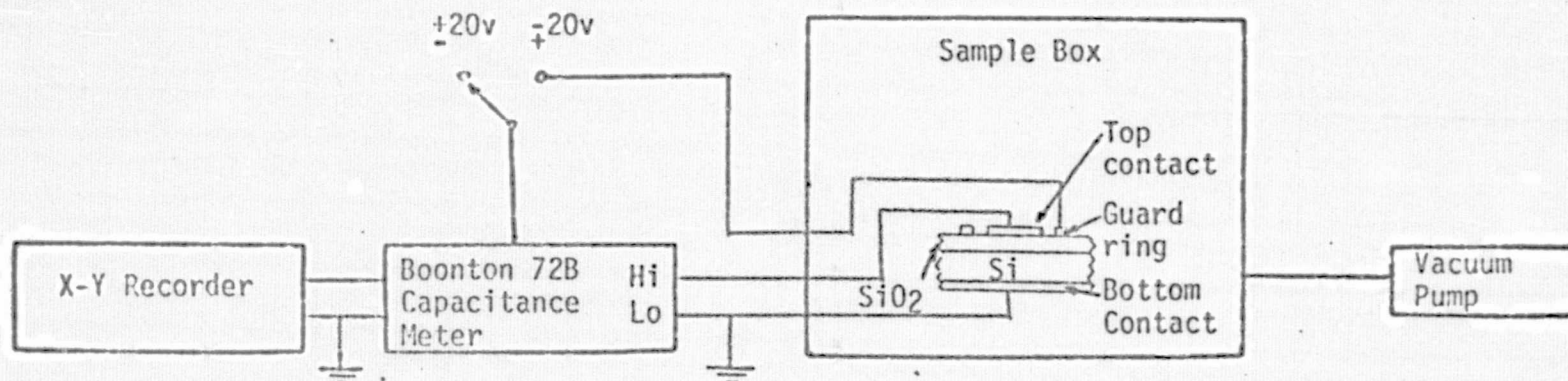 ±20v ∓20v
Sample Box
Top
contact
Guard
ring
Si
SiO2
Bottom
Contact
X-Y Recorder
Boonton 72B
Capacitance
Meter
Hi
Lo
Vacuum
Pump